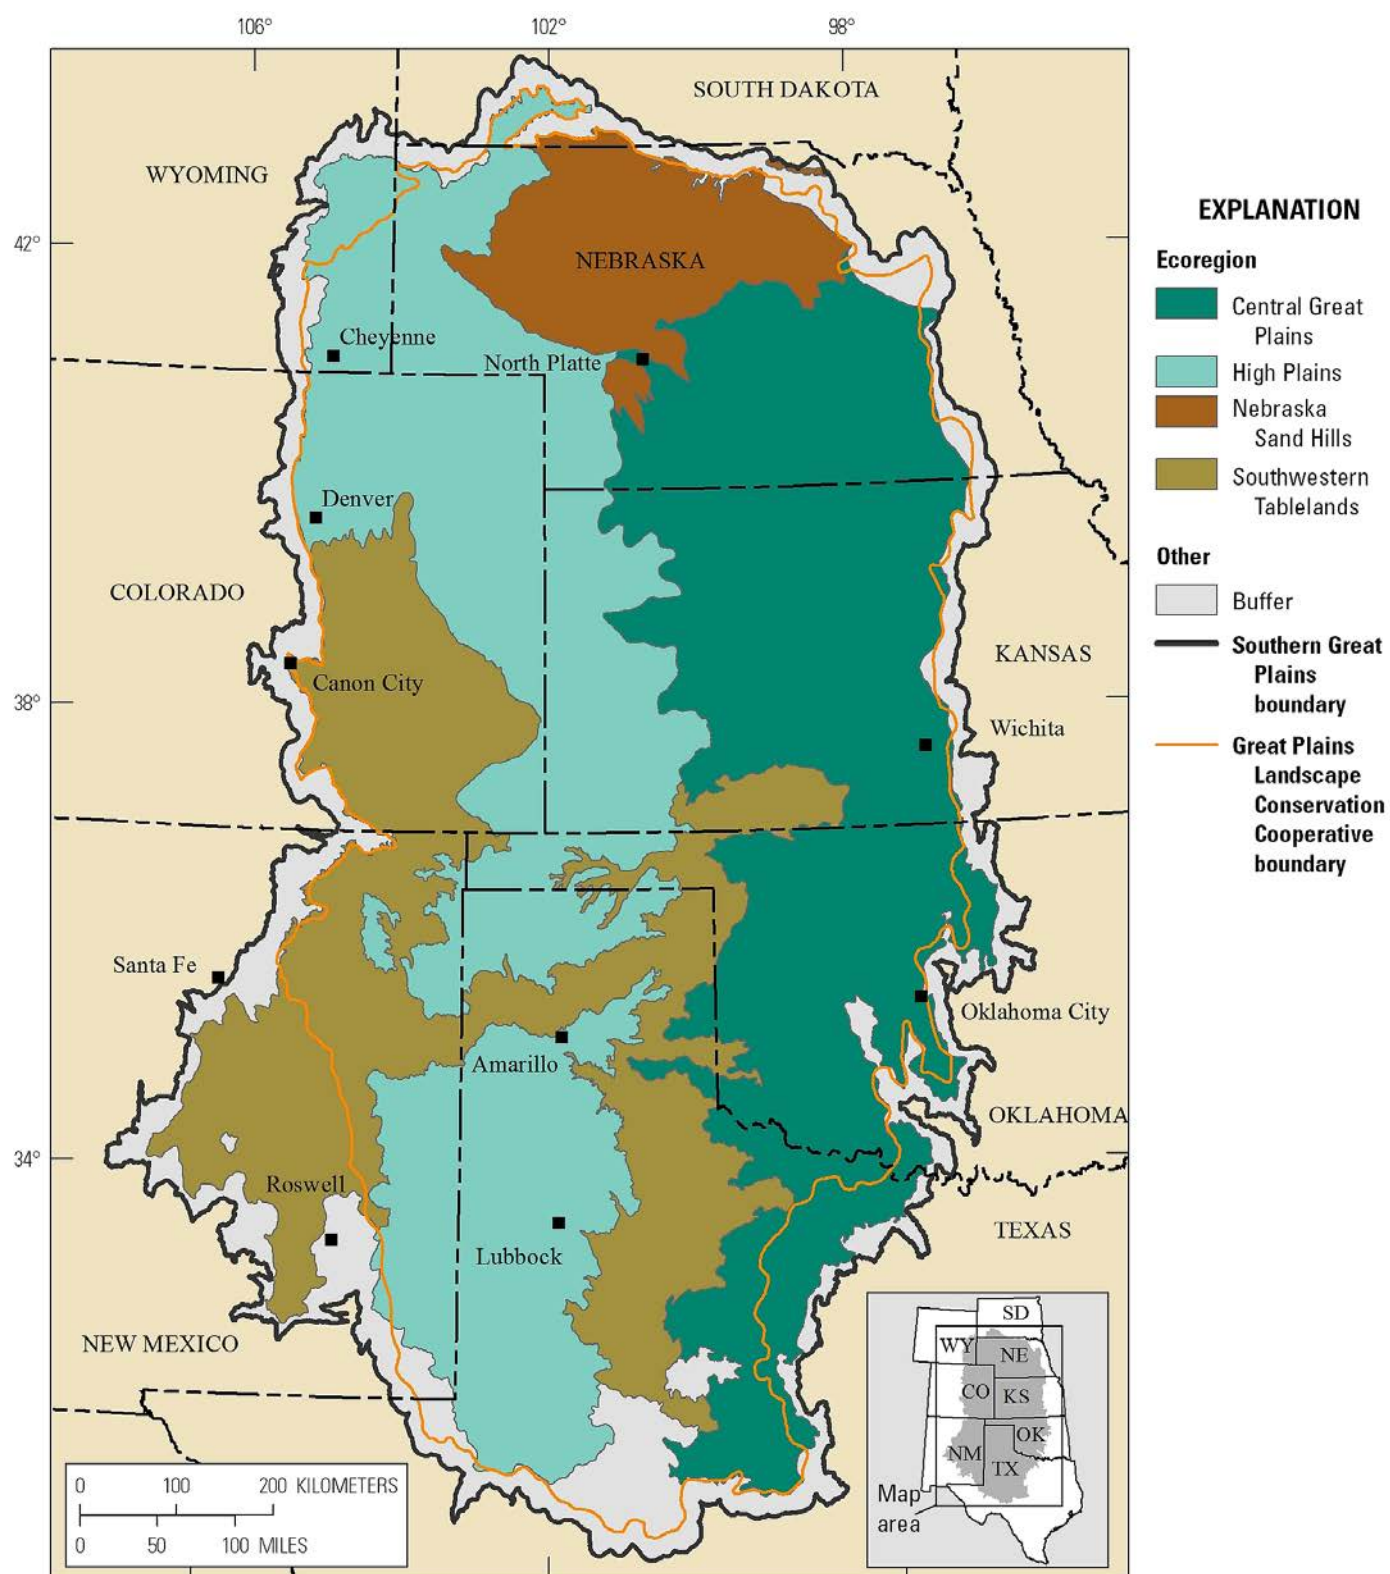 106°
102°
98°
SOUTH DAKOTA
WYOMING
42°
NEBRASKA
Cheyenne
North Platte
Denver
COLORADO
KANSAS
Canon City
38°
Wichita
Santa Fe
Oklahoma City
Amarillo
OKLAHOMA
34°
Roswell
TEXAS
Lubbock
NEW MEXICO
0 100 200 KILOMETERS
0 50 100 MILES
SD
WY
NE
CO
KS
OK
NM
TX
Map
area
EXPLANATION
Ecoregion
Central Great
Plains
High Plains
Nebraska
Sand Hills
Southwestern
Tablelands
Other
Buffer
Southern Great
Plains
boundary
Great Plains
Landscape
Conservation
Cooperative
boundary